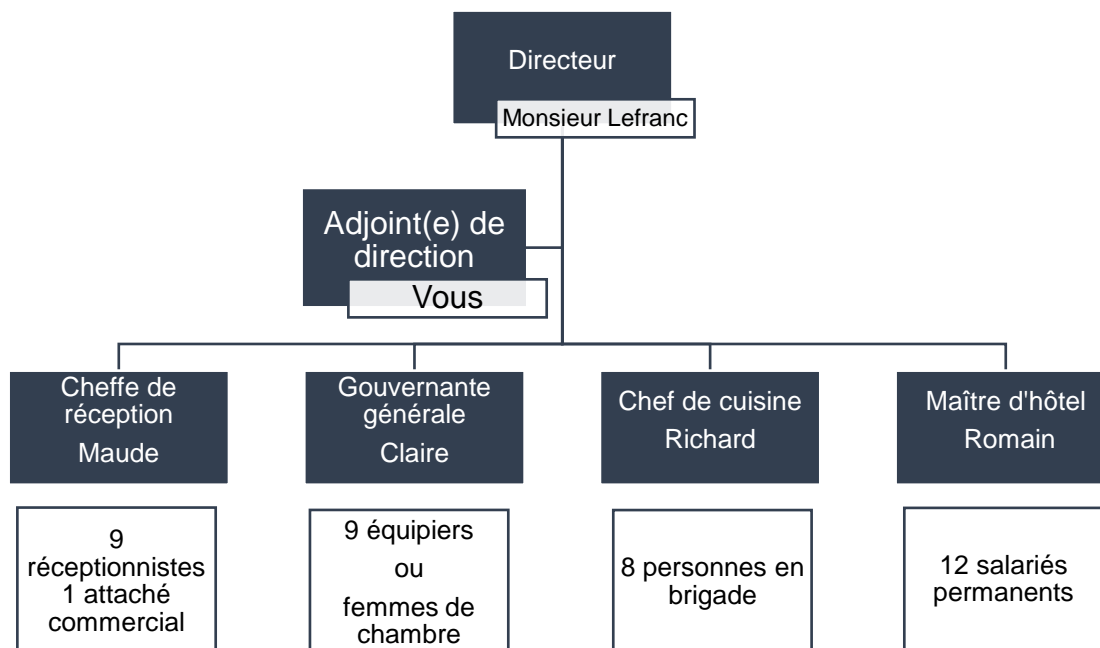 Directeur
Monsieur Lefranc
Adjoint(e) de
direction
Vous
Cheffe de
réception
Maude
Gouvernante
générale
Claire
Chef de cuisine
Richard
Maître d'hôtel
Romain
9
réceptionnistes
1 attaché
commercial
9 équipiers
ou
femmes de
chambre
8 personnes en
brigade
12 salariés
permanents